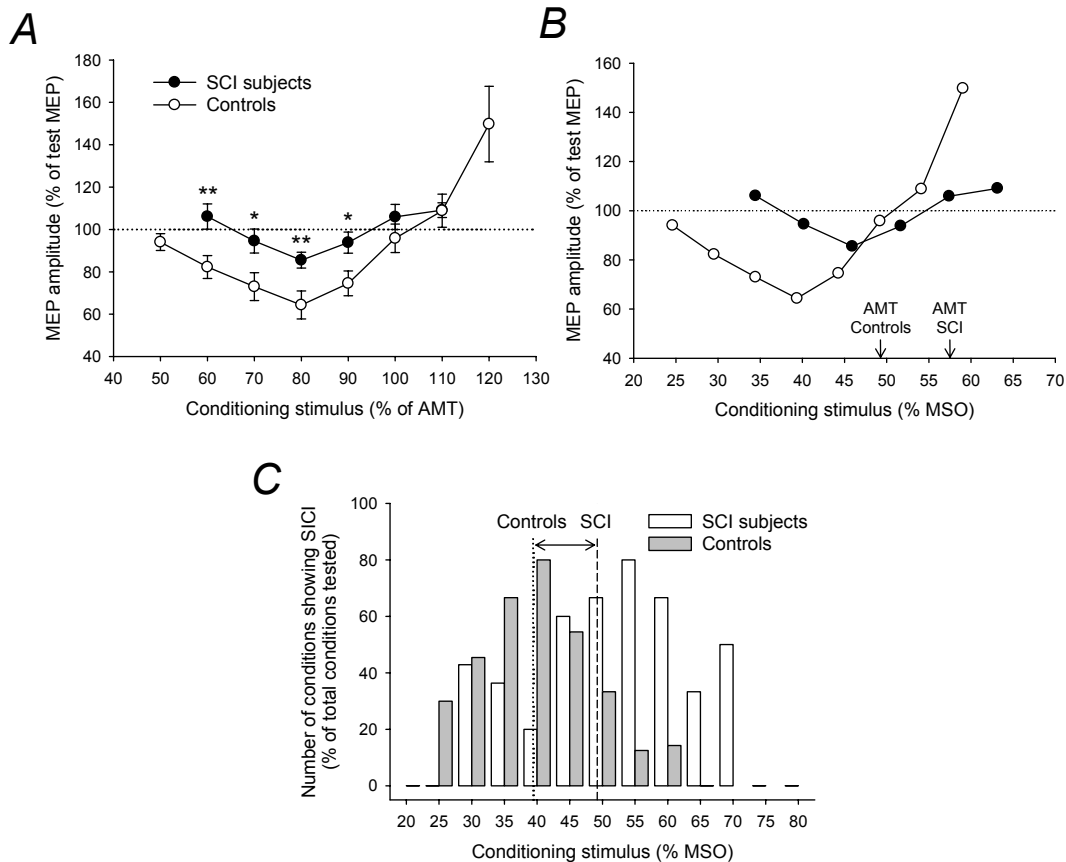 A
B
180
160
140
120
100
80
60
40
MEP amplitude (% of test MEP)
SCI subjects
Controls
**
*
**
*
40 50 60 70 80 90 100 110 120 130
Conditioning stimulus (% of AMT)
160
140
120
100
80
60
40
MEP amplitude (% of test MEP)
AMT
Controls
AMT
SCI
20 25 30 35 40 45 50 55 60 65 70
Conditioning stimulus (% MSO)
C
100
80
60
40
20
0
Number of conditions showing SICI
(% of total conditions tested)
Controls SCI
SCI subjects
Controls
20 25 30 35 40 45 50 55 60 65 70 75 80
Conditioning stimulus (% MSO)